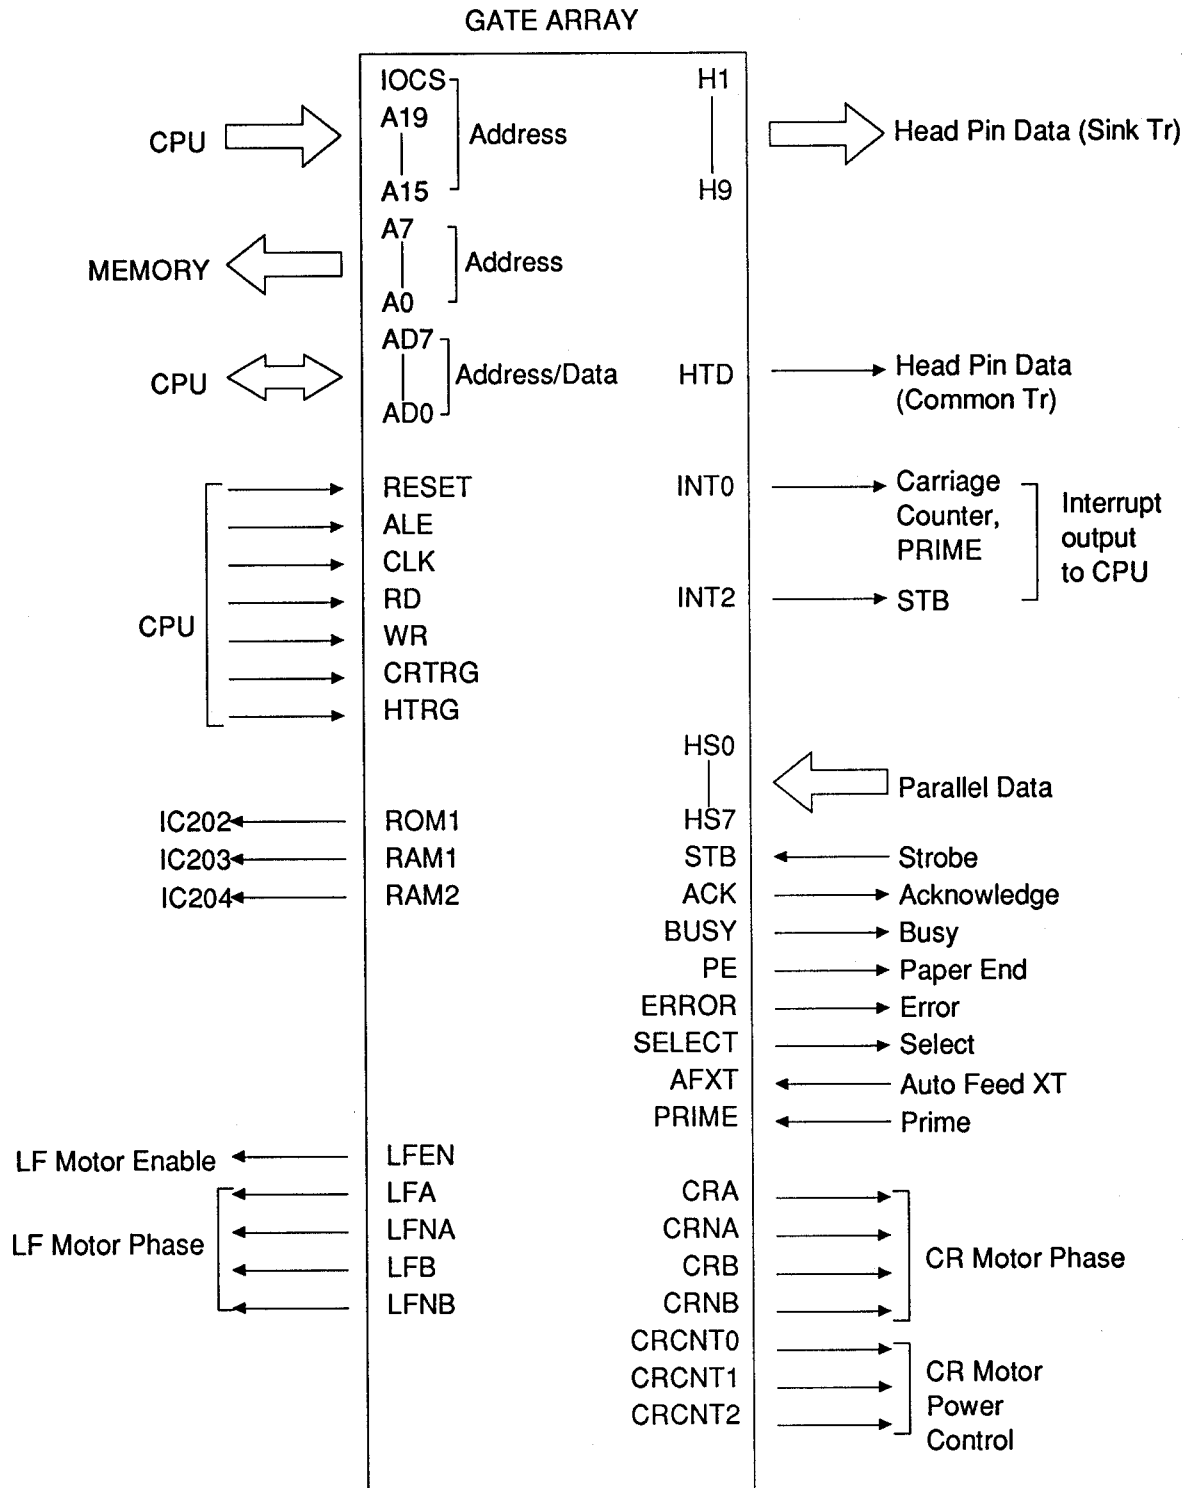 GATE ARRAY
IOCS
A19
A15
Address
CPU
A7
A0
Address
MEMORY
AD7
AD0
Address/Data
CPU
RESET
ALE
CLK
RD
WR
CRTRG
HTRG
CPU
IC202 ROM1
IC203 RAM1
IC204 RAM2
LF Motor Enable LFEN
LFA
LFNA
LFB
LFNB
LF Motor Phase
H1
H9
Head Pin Data (Sink Tr)
HTD
Head Pin Data
(Common Tr)
INT0
Carriage
Counter,
PRIME
INT2 STB
Interrupt
output
to CPU
HS0
HS7
Parallel Data
STB Strobe
ACK Acknowledge
BUSY Busy
PE Paper End
ERROR Error
SELECT Select
AFXT Auto Feed XT
PRIME Prime
CRA
CRNA
CRB
CRNB
CR Motor Phase
CRCNT0
CRCNT1
CRCNT2
CR Motor
Power
Control